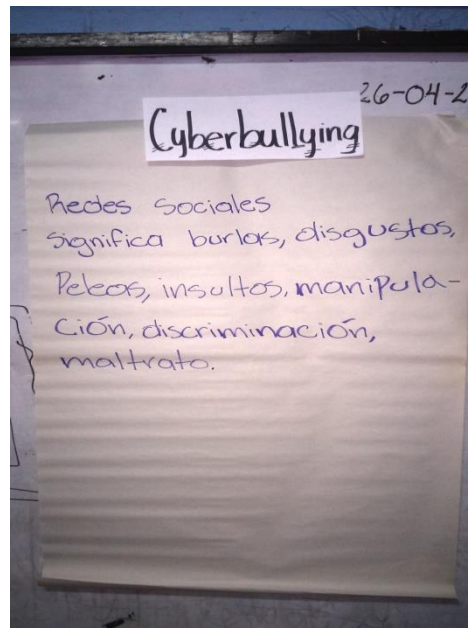 26-04-2
Cyberbullying
Redes Sociales
significa burlas, disgustos,
Peleas, insultos, manipula-
ción, discriminación,
maltrato.